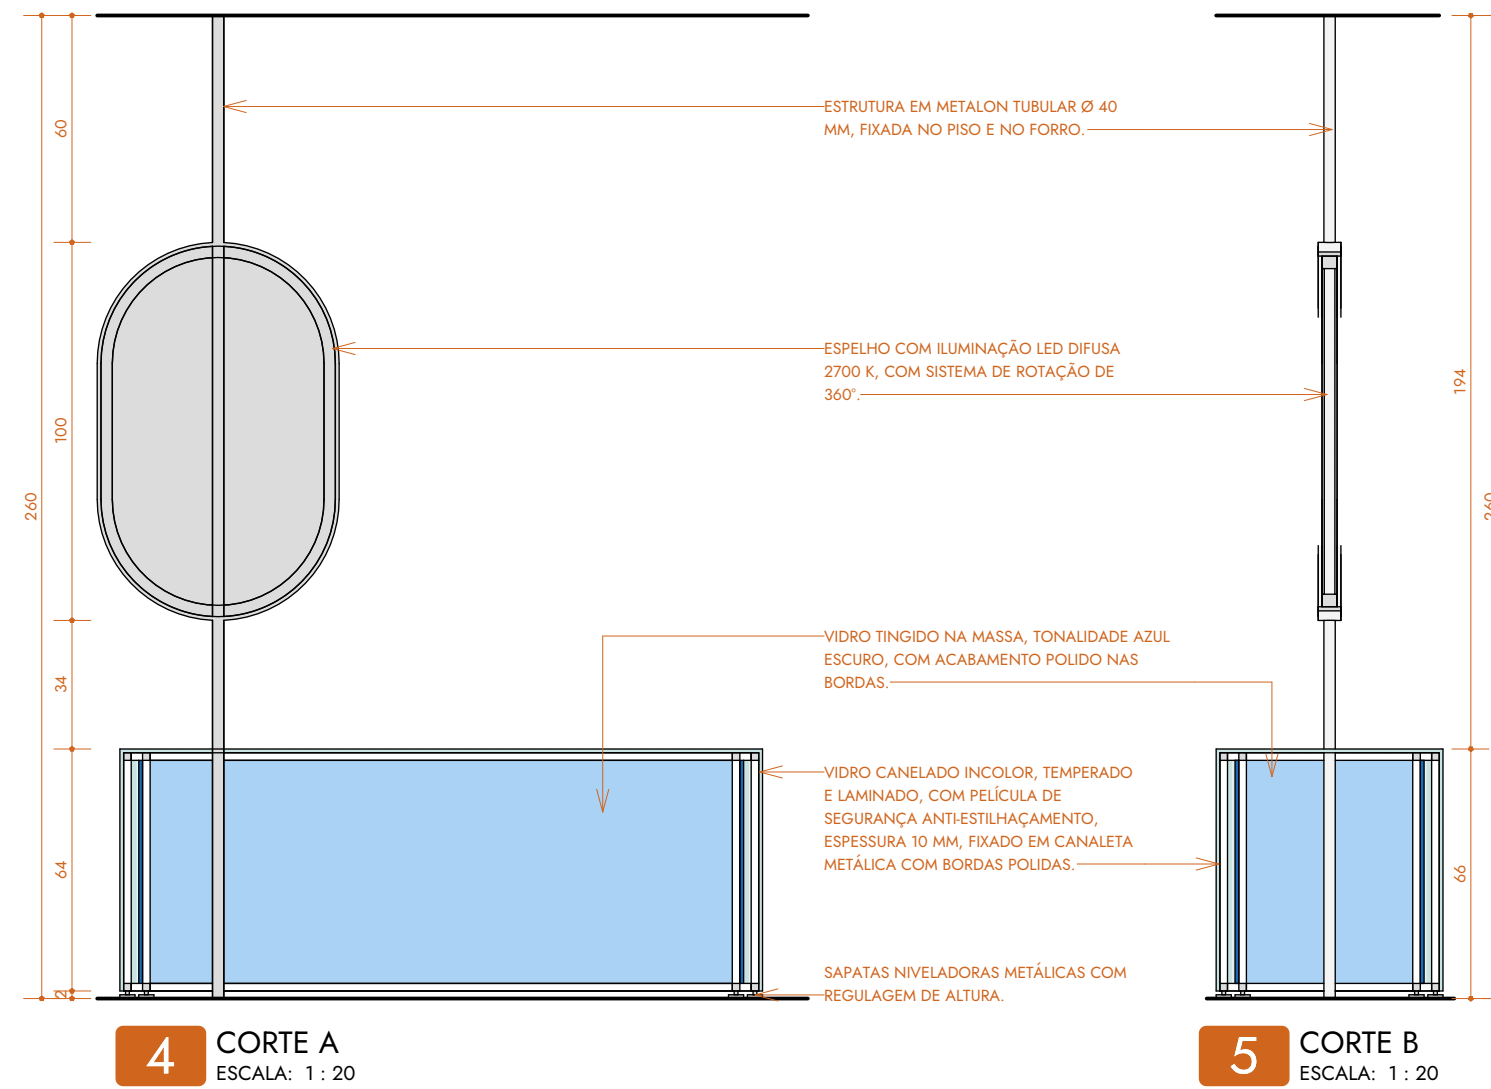 60
100
260
34
64
2
ESTRUTURA EM METALON TUBULAR Ø 40
MM, FIXADA NO PISO E NO FORRO.
ESPELHO COM ILUMINAÇÃO LED DIFUSA
2700 K, COM SISTEMA DE ROTAÇÃO DE
360°.
VIDRO TINGIDO NA MASSA, TONALIDADE AZUL
ESCURO, COM ACABAMENTO POLIDO NAS
BORDAS.
VIDRO CANELADO INCOLOR, TEMPERADO
E LAMINADO, COM PELÍCULA DE
SEGURANÇA ANTI-ESTILHAÇAMENTO,
ESPESSURA 10 MM, FIXADO EM CANALETA
METÁLICA COM BORDAS POLIDAS.
SAPATAS NIVELADORAS METÁLICAS COM
REGULAGEM DE ALTURA.
194
260
66
4
CORTE A
ESCALA: 1 : 20
5
CORTE B
ESCALA: 1 : 20